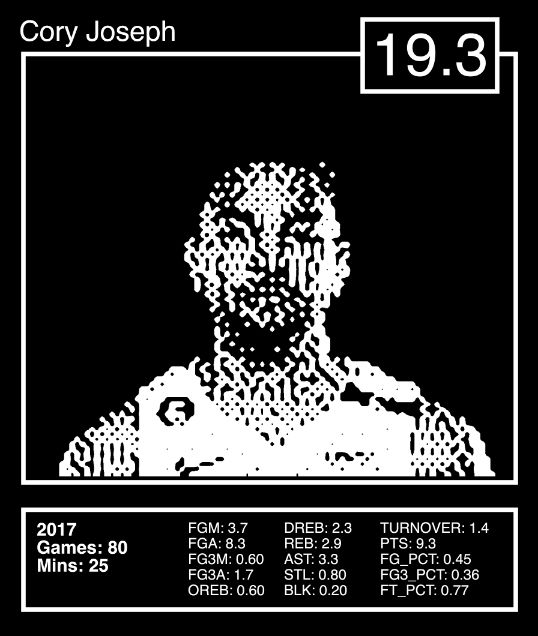 Cory Joseph
19.3
2017
Games: 80
Mins: 25
FGM: 3.7
FGA: 8.3
FG3M: 0.60
FG3A: 1.7
OREB: 0.60
DREB: 2.3
REB: 2.9
AST: 3.3
STL: 0.80
BLK: 0.20
TURNOVER: 1.4
PTS: 9.3
FG_PCT: 0.45
FG3_PCT: 0.36
FT_PCT: 0.77